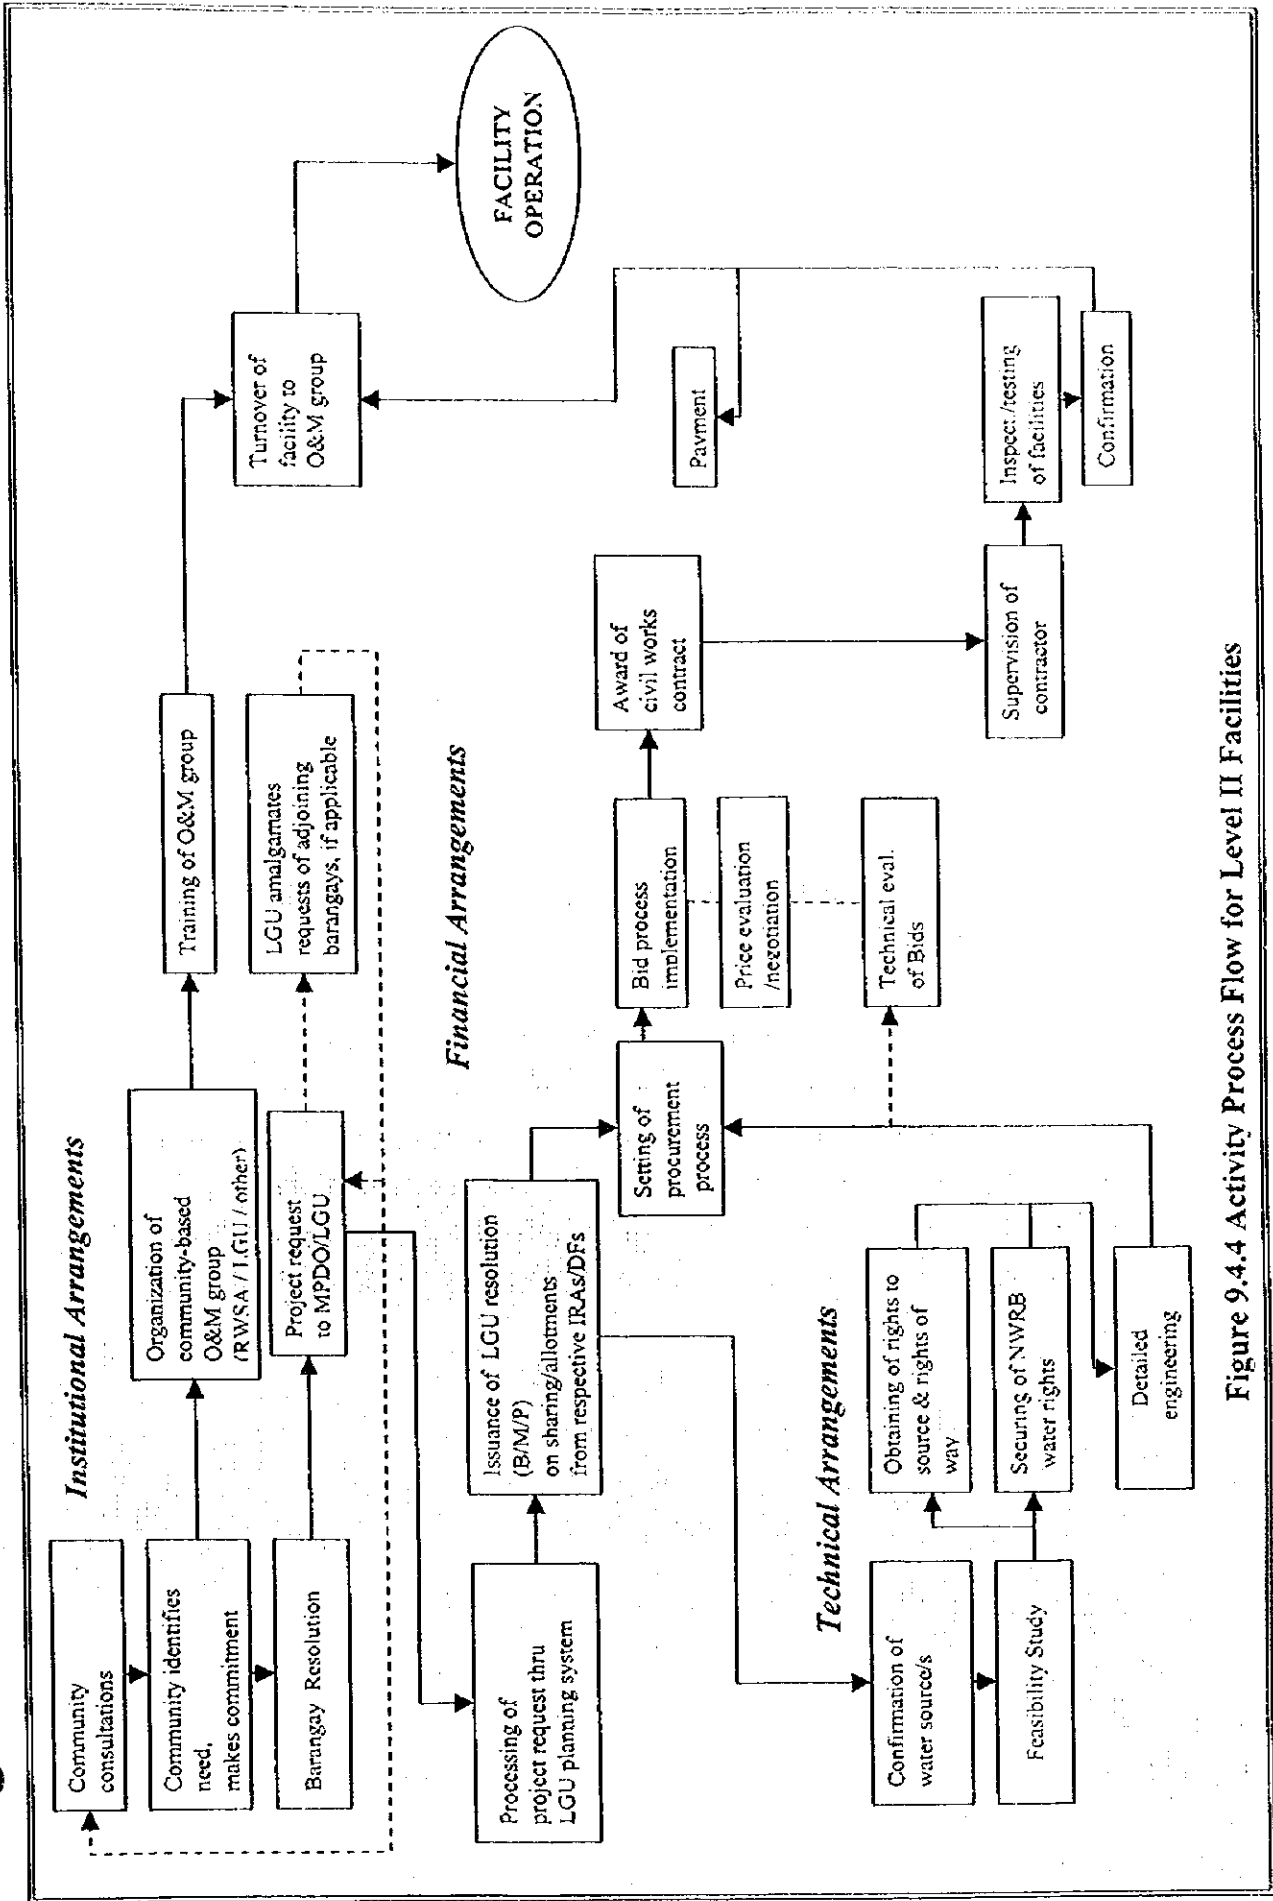 Institutional Arrangements
Community
consultations
Community identifies
need,
makes commitment
Barangay Resolution
Organization of
community-based
O&M group
(RWSA / LGU / other)
Project request
to MPDO/LGU
Training of O&M group
LGU amalgamates
requests of adjoining
barangays, if applicable
Turnover of
facility to
O&M group
FACILITY
OPERATION
Financial Arrangements
Processing of
project request thru
LGU planning system
Issuance of LGU resolution
(B/M/P)
on sharing/allotments
from respective IRAs/DFs
Setting of
procurement
process
Bid process
implementation
Price evaluation
/negotiation
Technical eval.
of Bids
Award of
civil works
contract
Payment
Technical Arrangements
Confirmation of
water source/s
Feasibility Study
Obtaining of rights to
source & rights of
way
Securing of NWRB
water rights
Detailed
engineering
Supervision of
contractor
Inspect./testing
of facilities
Confirmation
Figure 9.4.4 Activity Process Flow for Level II Facilities